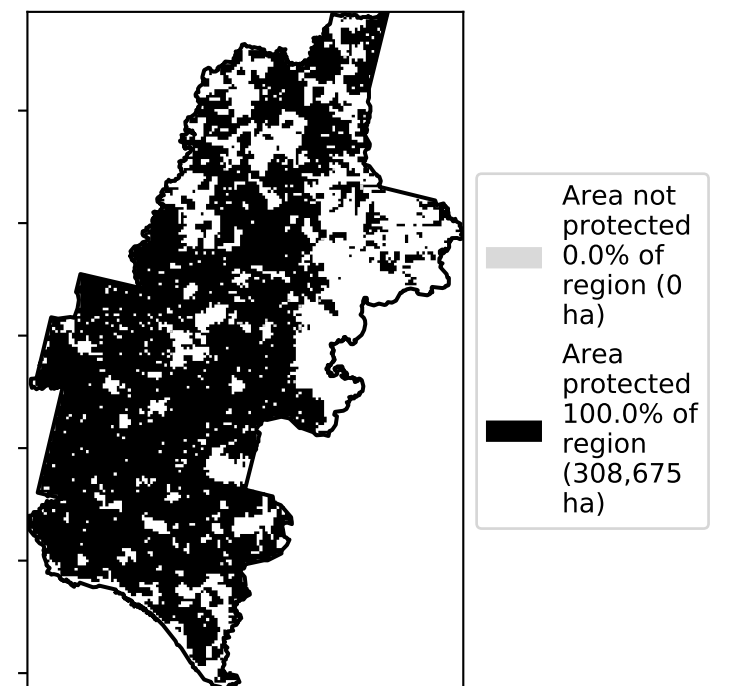 Area not
protected
0.0% of
region (0
ha)
Area
protected
100.0% of
region
(308,675
ha)